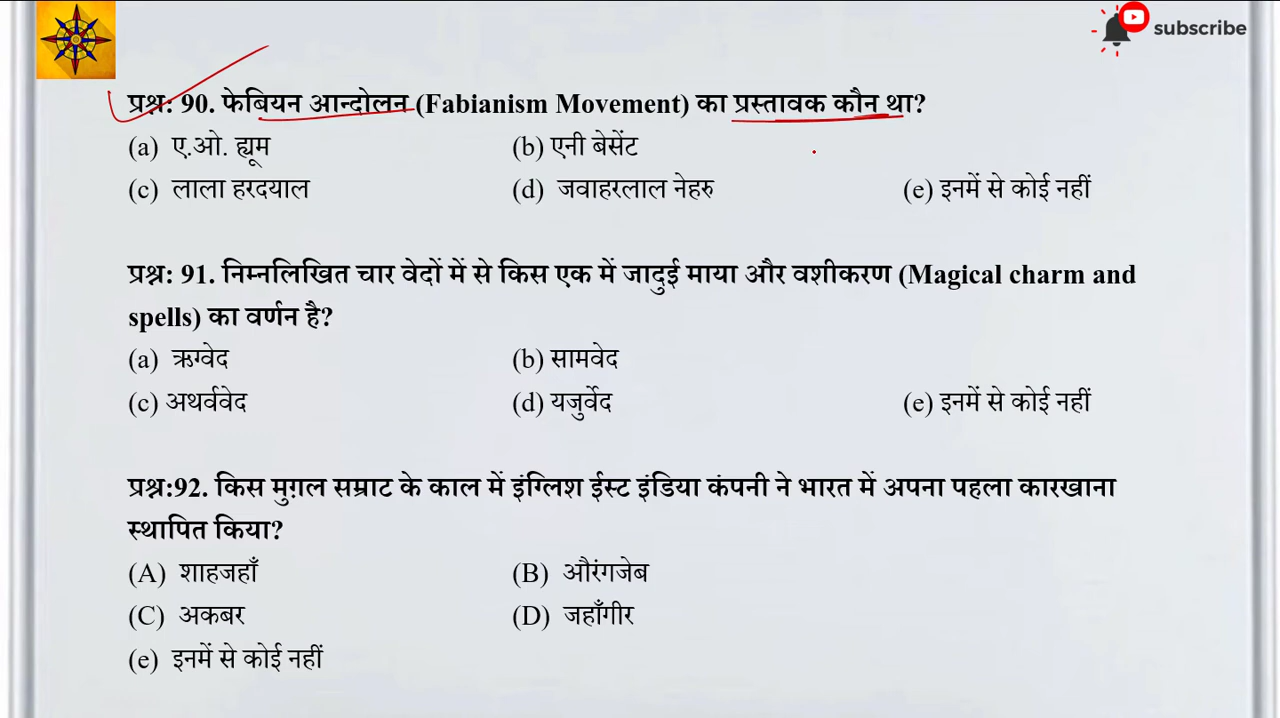 subscribe
प्रश्न: 90. फेबियन आन्दोलन (Fabianism Movement) का प्रस्तावक कौन था?
(a) ए.ओ. ह्यूम (b) एनी बेसेंट
(c) लाला हरदयाल (d) जवाहरलाल नेहरु (e) इनमें से कोई नहीं
प्रश्न: 91. निम्नलिखित चार वेदों में से किस एक में जादुई माया और वशीकरण (Magical charm and
spells) का वर्णन है?
(a) ऋग्वेद (b) सामवेद
(c) अथर्ववेद (d) यजुर्वेद (e) इनमें से कोई नहीं
प्रश्न:92. किस मुग़ल सम्राट के काल में इंग्लिश ईस्ट इंडिया कंपनी ने भारत में अपना पहला कारखाना
स्थापित किया?
(A) शाहजहाँ (B) औरंगजेब
(C) अकबर (D) जहाँगीर
(e) इनमें से कोई नहीं